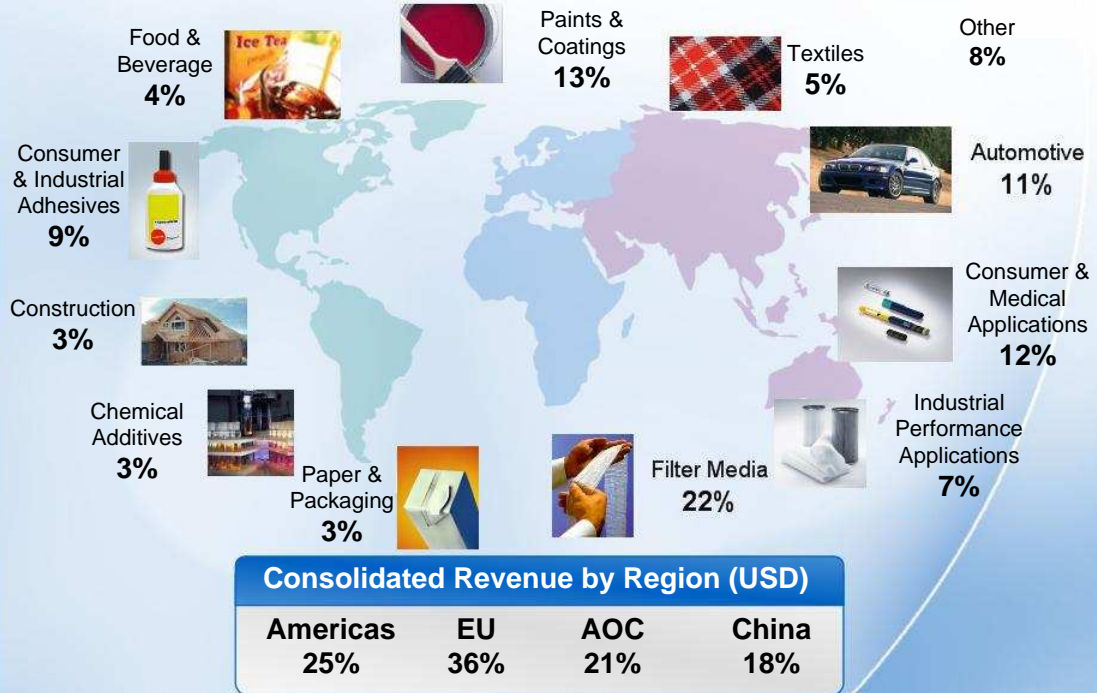 Food &
Beverage
4%
Ice Tea
Paints &
Coatings
13%
Textiles
5%
Other
8%
Consumer
& Industrial
Adhesives
9%
Automotive
11%
Construction
3%
Consumer &
Medical
Applications
12%
Chemical
Additives
3%
Paper &
Packaging
3%
Filter Media
22%
Industrial
Performance
Applications
7%
Consolidated Revenue by Region (USD)
Americas EU AOC China
25% 36% 21% 18%